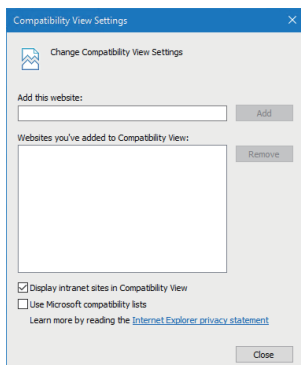 Compatibility View Settings
Change Compatibility View Settings
Add this website:
Add
Websites you've added to Compatibility View:
Remove
Display intranet sites in Compatibility View
Use Microsoft compatibility lists
Learn more by reading the Internet Explorer privacy statement
Close